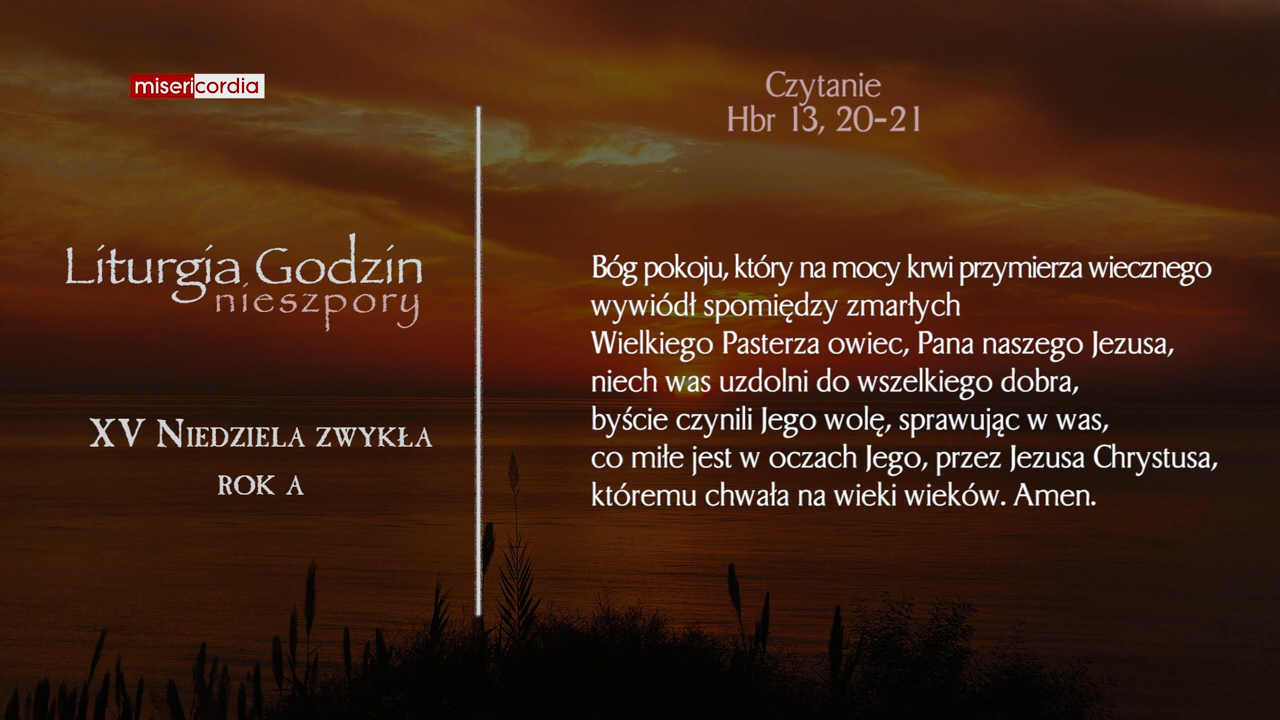 misericordia
Liturgia Godzin
nieszpory
XV Niedziela zwykła
rok A
Czytanie
Hbr 13, 20-21
Bóg pokoju, który na mocy krwi przymierza wiecznego
wywiódł spomiędzy zmarłych
Wielkiego Pasterza owiec, Pana naszego Jezusa,
niech was uzdolni do wszelkiego dobra,
byście czynili Jego wolę, sprawując w was,
co miłe jest w oczach Jego, przez Jezusa Chrystusa,
któremu chwała na wieki wieków. Amen.